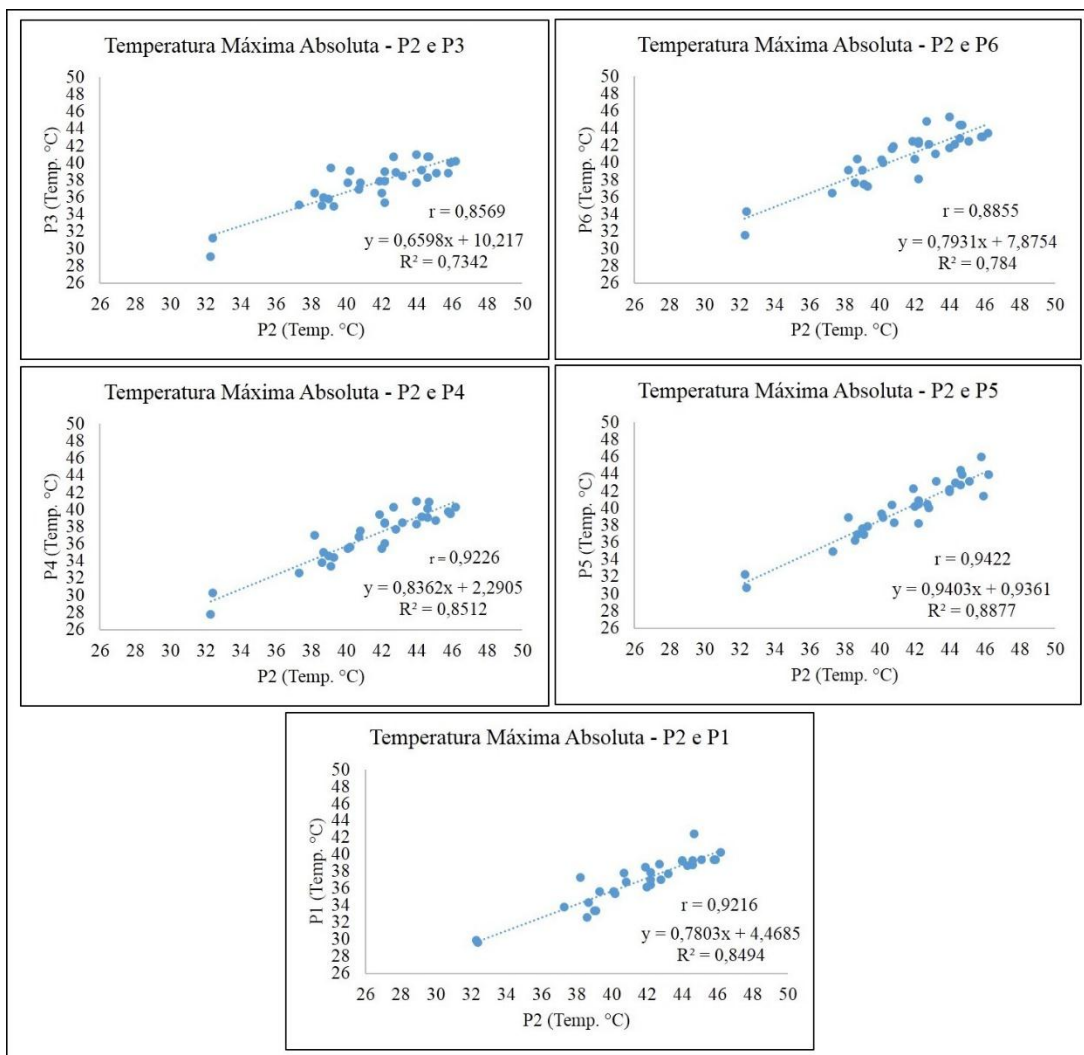 Temperatura Máxima Absoluta - P2 e P3
50
48
46
44
42
40
38
36
34
32
30
28
26
P3 (Temp. °C)
r = 0,8569
y = 0,6598x + 10,217
R² = 0,7342
26 28 30 32 34 36 38 40 42 44 46 48 50
P2 (Temp. °C)
Temperatura Máxima Absoluta - P2 e P6
50
48
46
44
42
40
38
36
34
32
30
28
26
P6 (Temp. °C)
r = 0,8855
y = 0,7931x + 7,8754
R² = 0,784
26 28 30 32 34 36 38 40 42 44 46 48 50
P2 (Temp. °C)
Temperatura Máxima Absoluta - P2 e P4
50
48
46
44
42
40
38
36
34
32
30
28
26
P4 (Temp. °C)
r = 0,9226
y = 0,8362x + 2,2905
R² = 0,8512
26 28 30 32 34 36 38 40 42 44 46 48 50
P2 (Temp. °C)
Temperatura Máxima Absoluta - P2 e P5
50
48
46
44
42
40
38
36
34
32
30
28
26
P5 (Temp. °C)
r = 0,9422
y = 0,9403x + 0,9361
R² = 0,8877
26 28 30 32 34 36 38 40 42 44 46 48 50
P2 (Temp. °C)
Temperatura Máxima Absoluta - P2 e P1
50
48
46
44
42
40
38
36
34
32
30
28
26
P1 (Temp. °C)
r = 0,9216
y = 0,7803x + 4,4685
R² = 0,8494
26 28 30 32 34 36 38 40 42 44 46 48 50
P2 (Temp. °C)